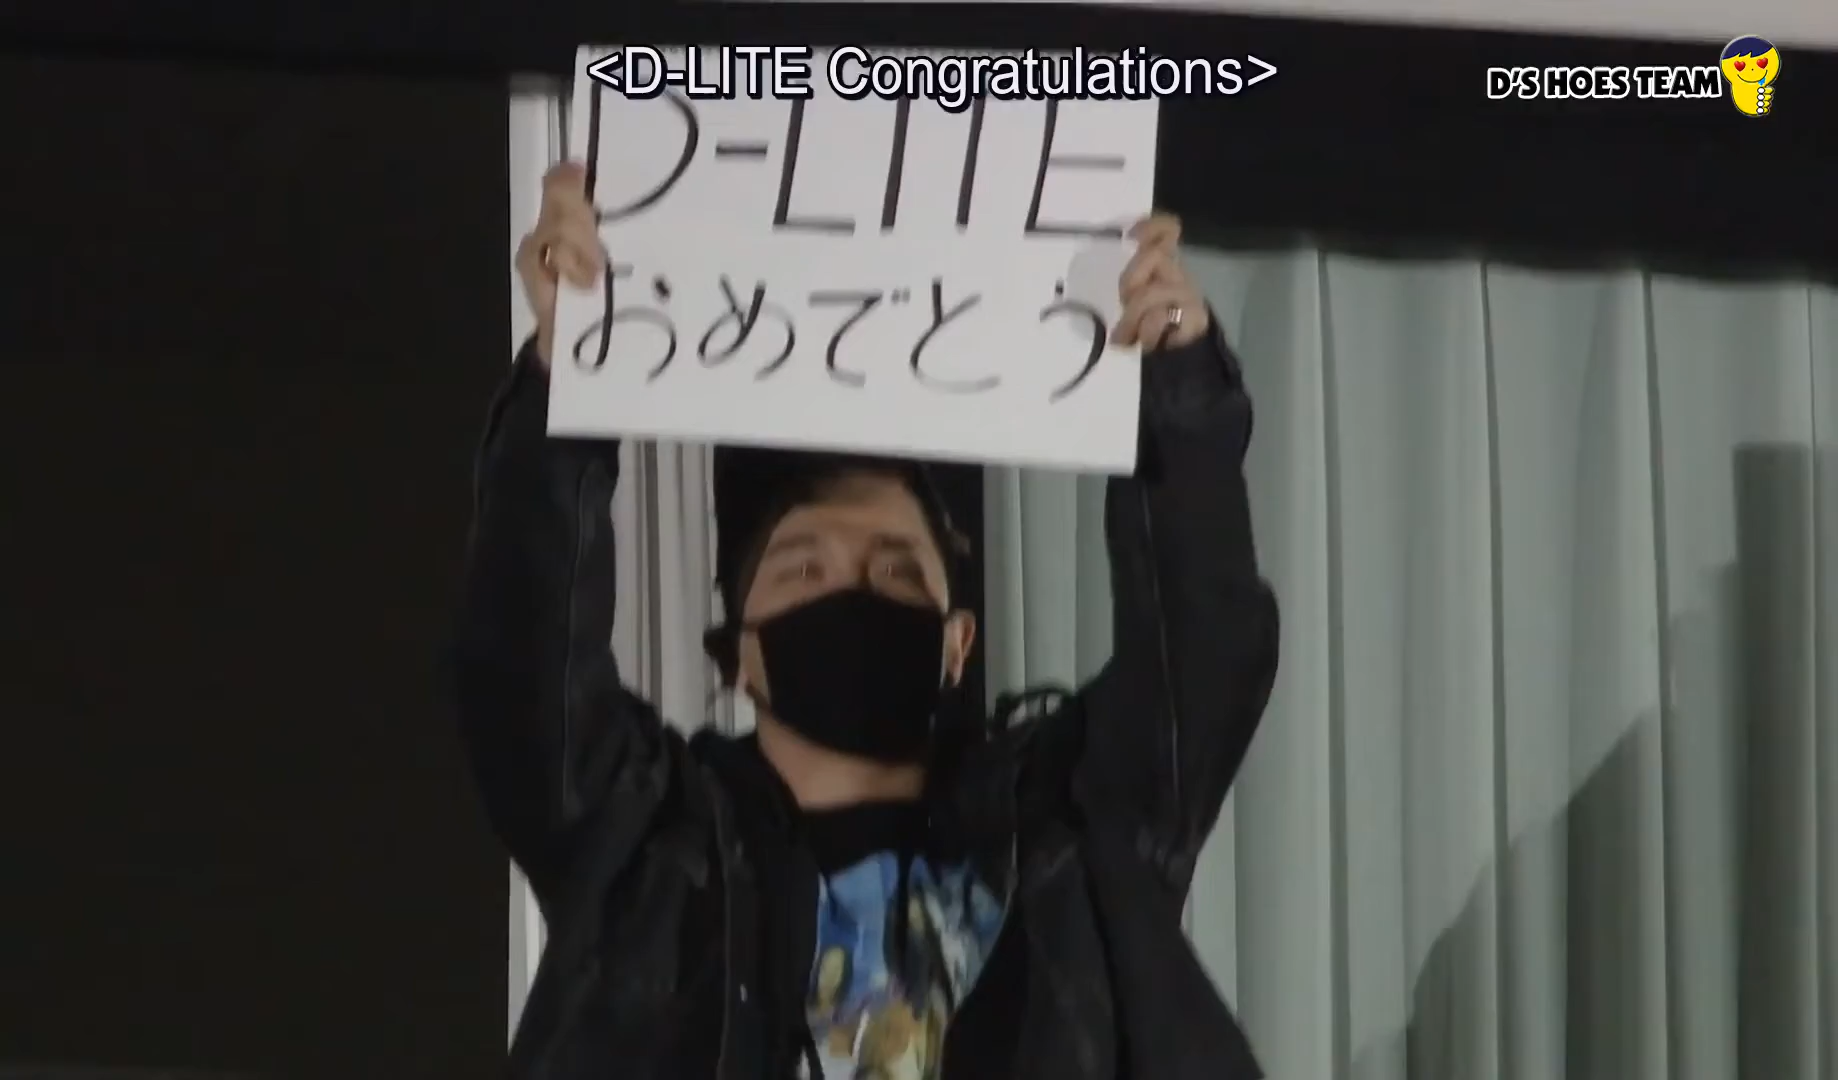 <D-LITE Congratulations>
D'S HOES TEAM
D-LITE
おめでとう